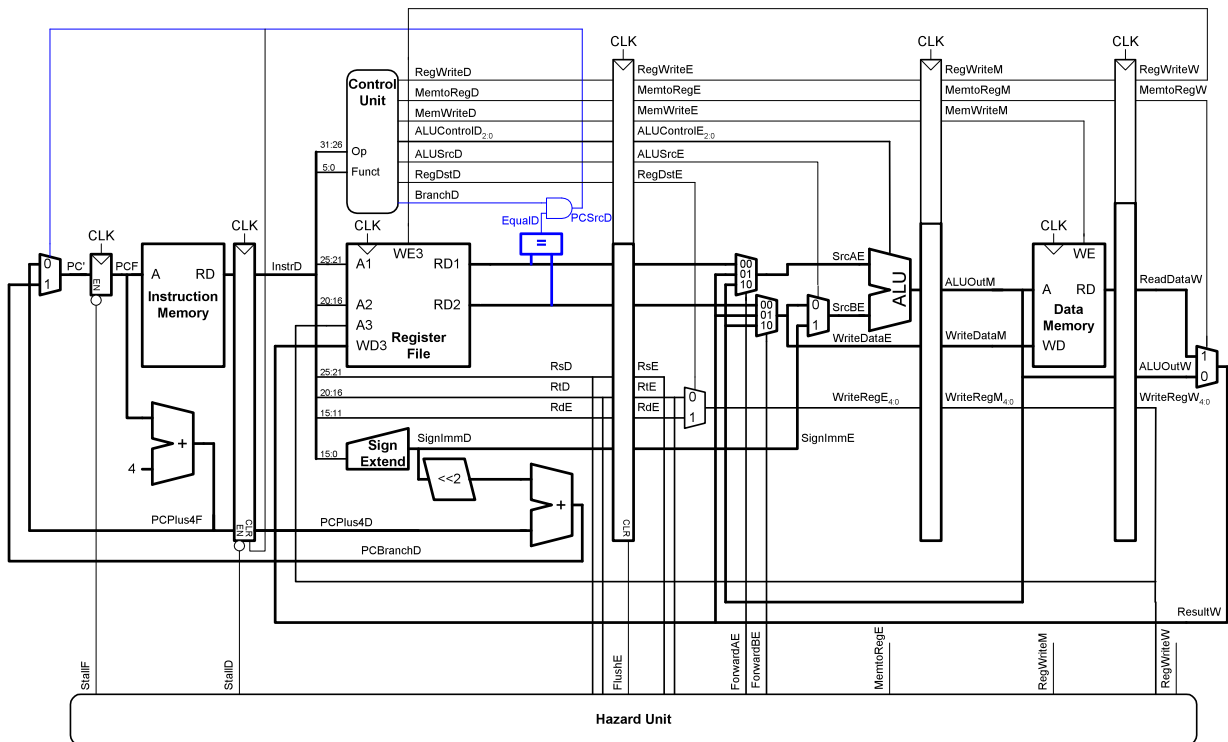 CLK CLK CLK
RegWriteD RegWriteE RegWriteM RegWriteW
Control Unit
MemtoRegD MemtoRegE MemtoRegM MemtoRegW
MemWriteD MemWriteE MemWriteM
ALUControlD2:0 ALUControlE2:0
31:26 Op ALUSrcD ALUSrcE
5:0 Funct RegDstD RegDstE
BranchD
EqualD PCSrcD
CLK CLK CLK CLK
=
WE3 WE
0 1 PC' PCF A RD InstrD 25:21 A1 RD1 00 01 10 SrcAE ALU ALUOutM A RD ReadDataW
EN
Instruction Memory
20:16 A2 RD2 00 01 10 0 1 SrcBE Data Memory
A3
WD3 Register File WriteDataE WriteDataM WD 1 0
25:21 RsD RsE ALUOutW
20:16 RtD RtE 0
15:11 RdE RdE 1 WriteRegE4:0 WriteRegM4:0 WriteRegW4:0
+
4
15:0 Sign Extend SignImmD SignImmE
<<2
+
PCPlus4F EN CLR PCPlus4D CLR
PCBranchD
ResultW
StallF StallD FlushE ForwardAE ForwardBE MemtoRegE RegWriteM RegWriteW
Hazard Unit